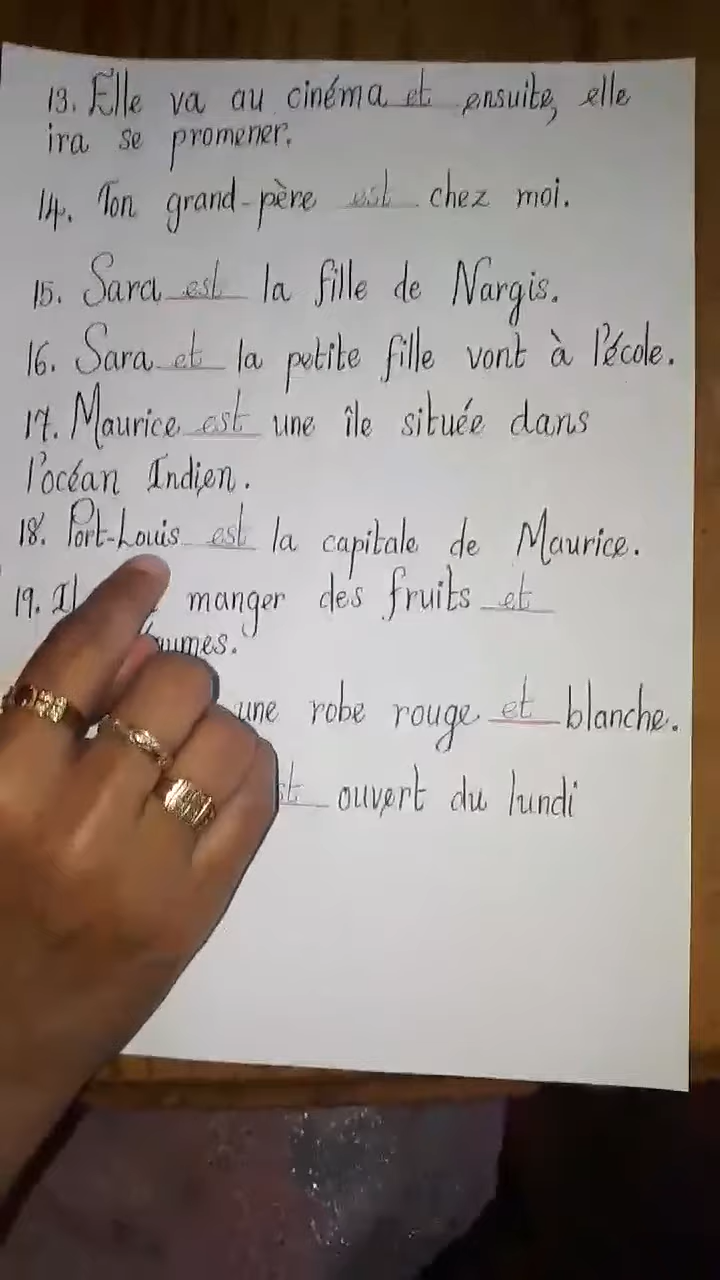 13. Elle va au cinéma et ensuite, elle
ira se promener.
14. Ton grand-père est chez moi.
15. Sara est la fille de Nargis.
16. Sara et la petite fille vont à l'école.
17. Maurice est une île située dans
l'océan Indien.
18. Port-Louis est la capitale de Maurice.
19. manger des fruits et
une robe rouge et blanche.
ouvert du lundi